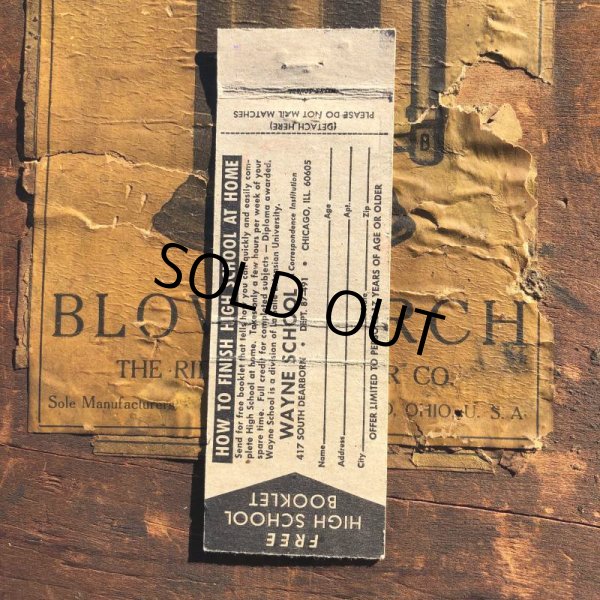 PLEASE DO NOT MAIL MATCHES
(DETACH HERE)
HOW TO FINISH HIGH SCHOOL AT HOME
Send for free booklet that tells how you can quickly and easily com-
plete High School at home. Takes only a few hours per week of your
spare time. Full credit for completed subjects — Diploma awarded.
Wayne School is a division of La Extension University.
WAYNE SCHOOL Correspondence Institution
417 SOUTH DEARBORN • DEPT. • CHICAGO, ILL. 60605
Name Age
Address Apt.
City Zip
OFFER LIMITED TO YEARS OF AGE OR OLDER
FREE
HIGH SCHOOL
BOOKLET
SOLD OUT
B
BLOW RCH
THE CO.
Sole Manufacturers OHIO, U. S. A.